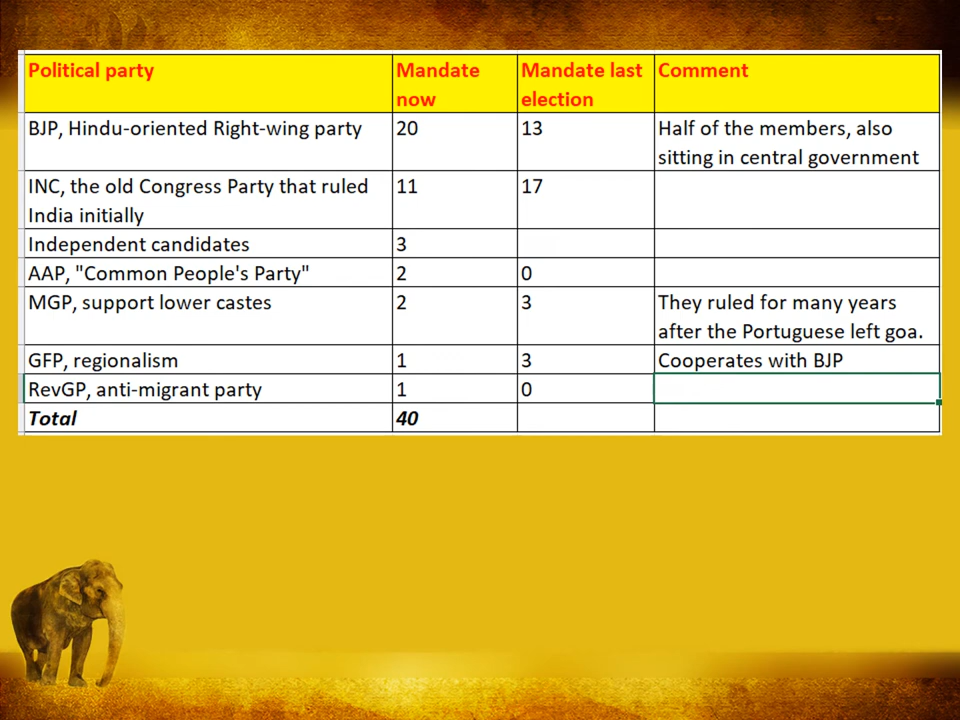 Political party Mandate now Mandate last election Comment
BJP, Hindu-oriented Right-wing party 20 13 Half of the members, also sitting in central government
INC, the old Congress Party that ruled India initially 11 17
Independent candidates 3
AAP, "Common People's Party" 2 0
MGP, support lower castes 2 3 They ruled for many years after the Portuguese left goa.
GFP, regionalism 1 3 Cooperates with BJP
RevGP, anti-migrant party 1 0
Total 40